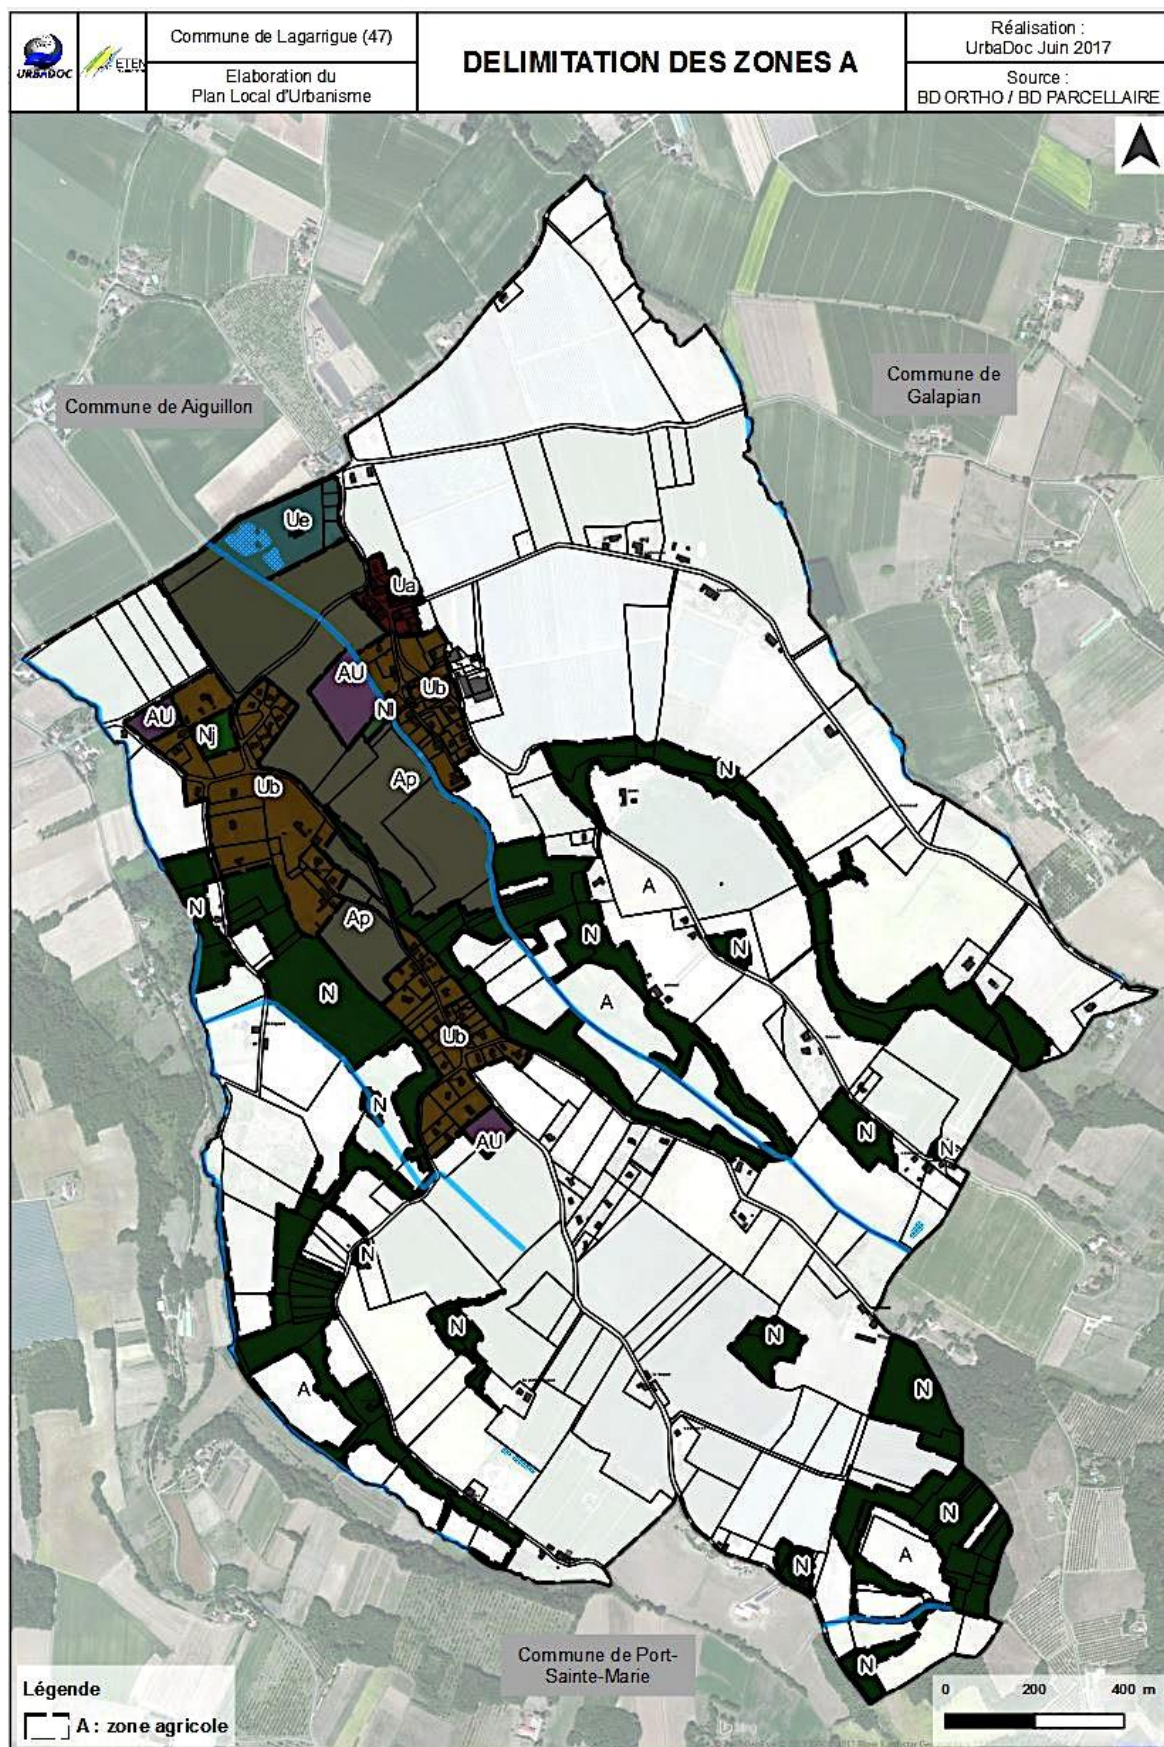 URBADOC
ETEN
Commune de Lagarrigue (47)
Elaboration du
Plan Local d'Urbanisme
DELIMITATION DES ZONES A
Réalisation :
UrbaDoc Juin 2017
Source :
BD ORTHO / BD PARCELLAIRE
Commune de Aiguillon
Commune de
Galapian
Ue
Ua
AU
Ub
Nl
AU
Nj
Ub
Ap
N
A
N
Ap
N
N
N
A
Ub
N
AU
N
N
N
N
N
N
A
N
A
N
N
Commune de Port-
Sainte-Marie
Légende
A : zone agricole
0 200 400 m